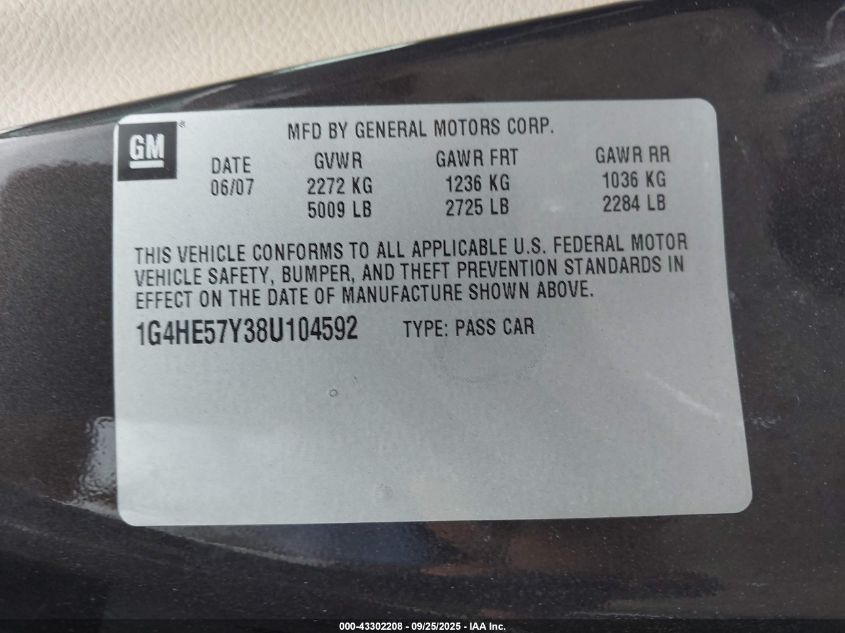 GM®
MFD BY GENERAL MOTORS CORP.
DATE GVWR GAWR FRT GAWR RR
06/07 2272 KG 1236 KG 1036 KG
5009 LB 2725 LB 2284 LB
THIS VEHICLE CONFORMS TO ALL APPLICABLE U.S. FEDERAL MOTOR
VEHICLE SAFETY, BUMPER, AND THEFT PREVENTION STANDARDS IN
EFFECT ON THE DATE OF MANUFACTURE SHOWN ABOVE.
1G4HE57Y38U104592 TYPE: PASS CAR
000-43302208 - 09/25/2025 - IAA Inc.